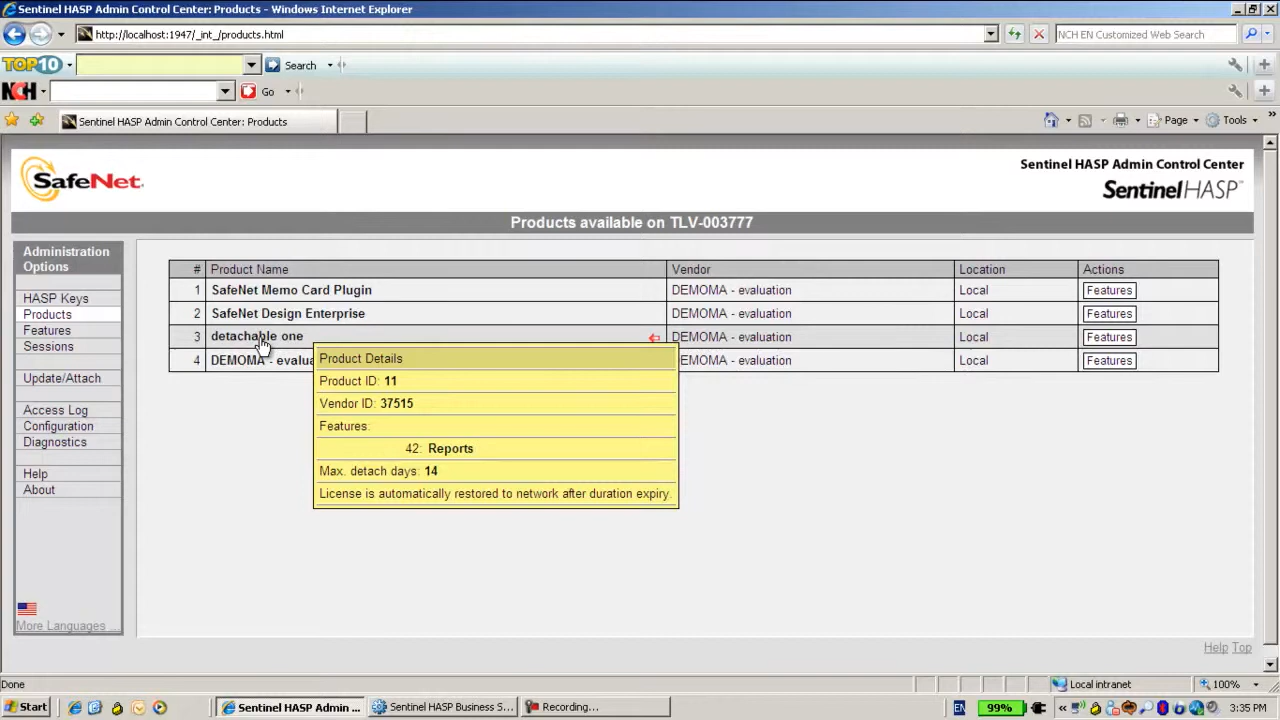 Sentinel HASP Admin Control Center: Products - Windows Internet Explorer
http://localhost:1947/_int_/products.html
NCH EN Customized Web Search
TOP10
Search
NCH
Go
Sentinel HASP Admin Control Center: Products
Page
Tools
SafeNet.
Sentinel HASP Admin Control Center
Sentinel HASP
Products available on TLV-003777
Administration Options
HASP Keys
Products
Features
Sessions
Update/Attach
Access Log
Configuration
Diagnostics
Help
About
More Languages ...
# Product Name Vendor Location Actions
1 SafeNet Memo Card Plugin DEMOMA - evaluation Local Features
2 SafeNet Design Enterprise DEMOMA - evaluation Local Features
3 detachable one DEMOMA - evaluation Local Features
4 DEMOMA - evalua DEMOMA - evaluation Local Features
Product Details
Product ID: 11
Vendor ID: 37515
Features:
42: Reports
Max. detach days: 14
License is automatically restored to network after duration expiry.
Help Top
Done
Local intranet
100%
Start
Sentinel HASP Admin ...
Sentinel HASP Business S...
Recording...
EN
99%
3:35 PM